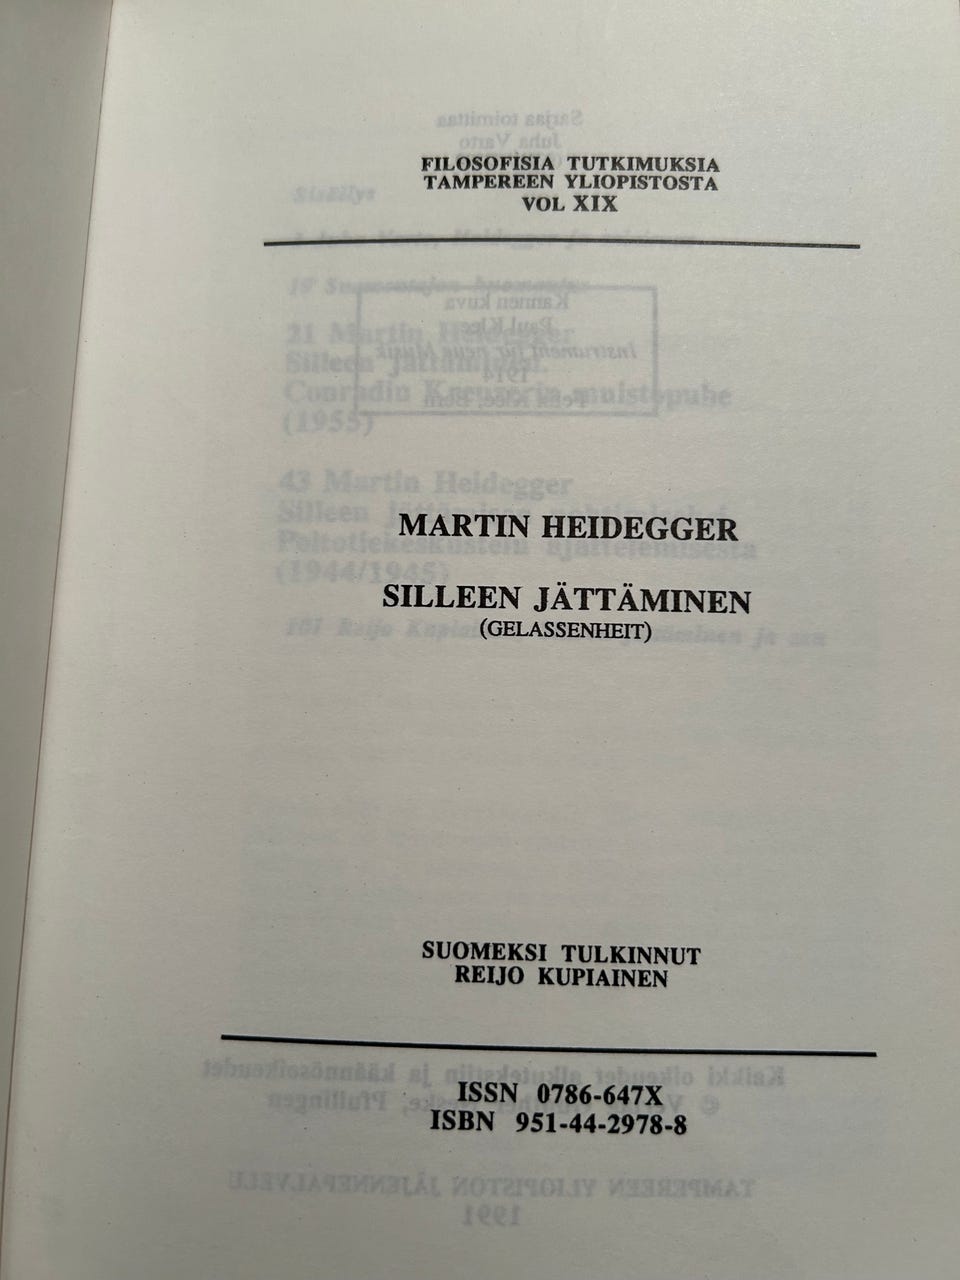 FILOSOFISIA TUTKIMUKSIA
TAMPEREEN YLIOPISTOSTA
VOL XIX
MARTIN HEIDEGGER
SILLEEN JÄTTÄMINEN
(GELASSENHEIT)
SUOMEKSI TULKINNUT
REIJO KUPIAINEN
ISSN 0786-647X
ISBN 951-44-2978-8